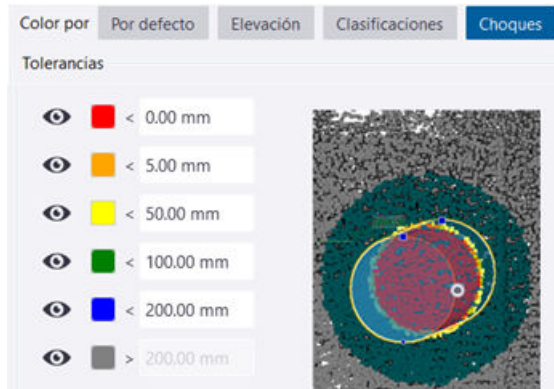 Color por Por defecto Elevación Clasificaciones Choques
Tolerancias
< 0.00 mm
< 5.00 mm
< 50.00 mm
< 100.00 mm
< 200.00 mm
> 200.00 mm